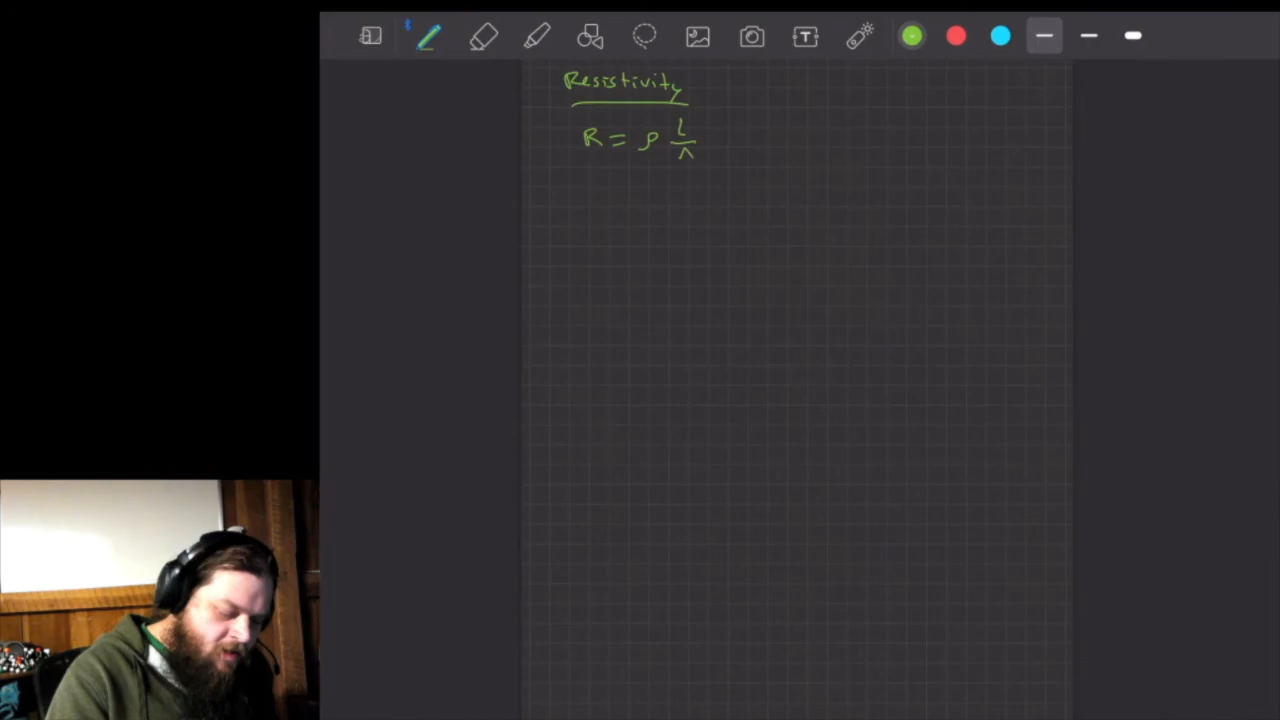 Resistivity
R = ρ L/A